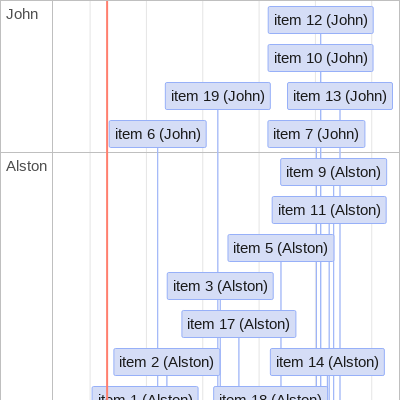 John
item 12 (John)
item 10 (John)
item 19 (John)
item 13 (John)
item 6 (John)
item 7 (John)
Alston
item 9 (Alston)
item 11 (Alston)
item 5 (Alston)
item 3 (Alston)
item 17 (Alston)
item 2 (Alston)
item 14 (Alston)
item 1 (Alston)
item 18 (Alston)